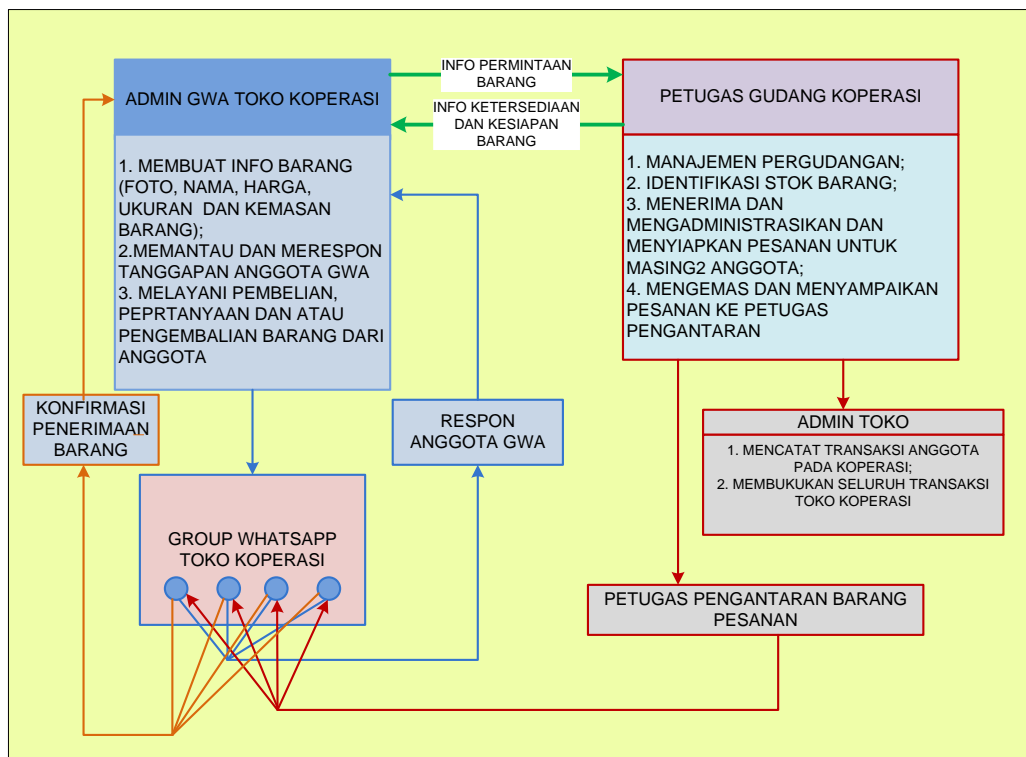 INFO PERMINTAAN
BARANG
ADMIN GWA TOKO KOPERASI
PETUGAS GUDANG KOPERASI
INFO KETERSEDIAAN
DAN KESIAPAN
BARANG
1. MEMBUAT INFO BARANG
(FOTO, NAMA, HARGA,
UKURAN DAN KEMASAN
BARANG);
2.MEMANTAU DAN MERESPON
TANGGAPAN ANGGOTA GWA
3. MELAYANI PEMBELIAN,
PEPRTANYAAN DAN ATAU
PENGEMBALIAN BARANG DARI
ANGGOTA
1. MANAJEMEN PERGUDANGAN;
2. IDENTIFIKASI STOK BARANG;
3. MENERIMA DAN
MENGADMINISTRASIKAN DAN
MENYIAPKAN PESANAN UNTUK
MASING2 ANGGOTA;
4. MENGEMAS DAN MENYAMPAIKAN
PESANAN KE PETUGAS
PENGANTARAN
KONFIRMASI
PENERIMAAN
BARANG
RESPON
ANGGOTA GWA
ADMIN TOKO
1. MENCATAT TRANSAKSI ANGGOTA
PADA KOPERASI;
2. MEMBUKUKAN SELURUH TRANSAKSI
TOKO KOPERASI
GROUP WHATSAPP
TOKO KOPERASI
PETUGAS PENGANTARAN BARANG
PESANAN